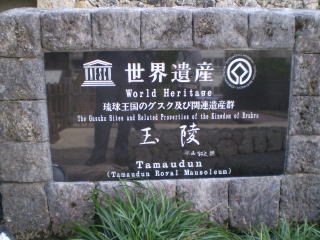 UNESCO
世界遺産
World Heritage
琉球王国のグスク及び関連遺産群
The Gusuku Sites and Related Properties of the Kingdom of Ryukyu
玉陵
Tamaudun
(Tamaudun Royal Mausoleum)